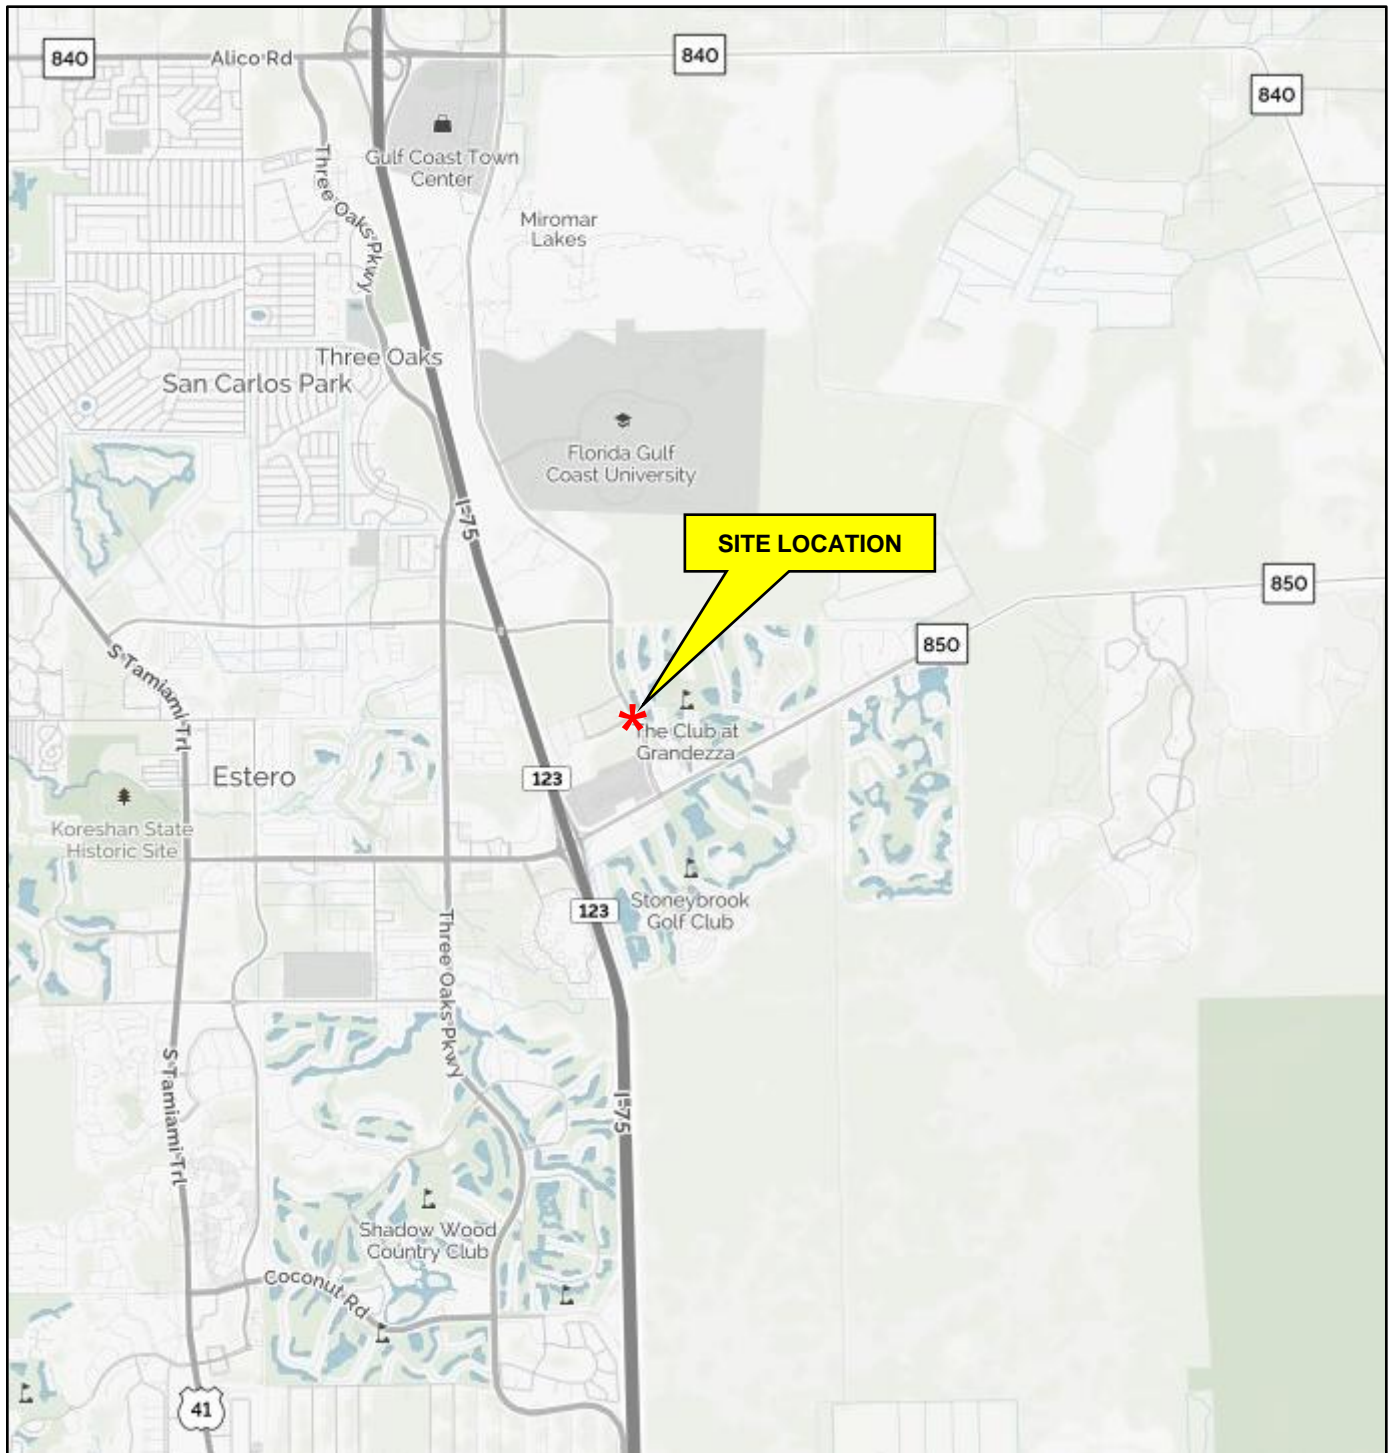 840
Alico Rd
840
840
Gulf Coast Town
Center
Three Oaks Pkwy
Miromar
Lakes
Three Oaks
San Carlos Park
Florida Gulf
Coast University
I-75
SITE LOCATION
850
850
S Tamiami Trl
The Club at
Grandezza
Estero
123
Koreshan State
Historic Site
Stoneybrook
Golf Club
123
Three Oaks Pkwy
S Tamiami Trl
I-75
Shadow Wood
Country Club
Coconut Rd
41